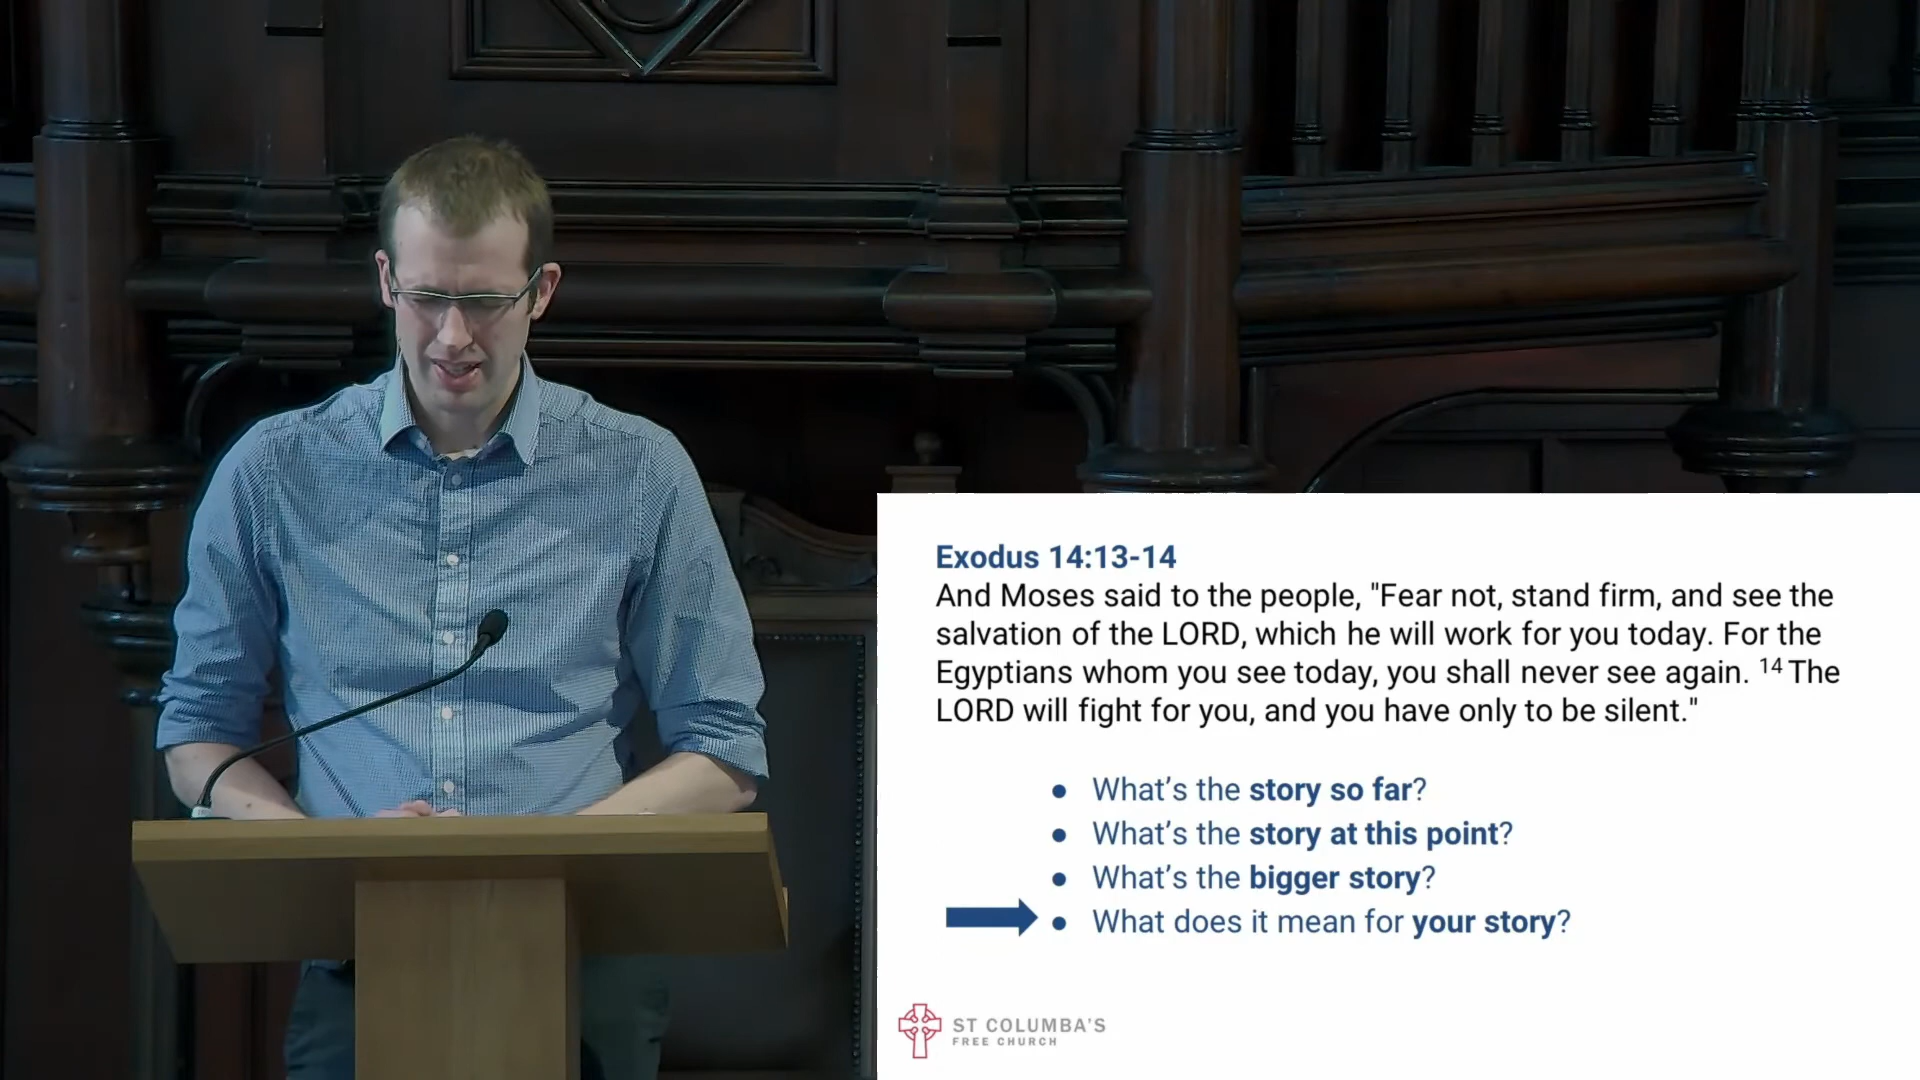 Exodus 14:13-14
And Moses said to the people, "Fear not, stand firm, and see the
salvation of the LORD, which he will work for you today. For the
Egyptians whom you see today, you shall never see again. 14 The
LORD will fight for you, and you have only to be silent."
● What's the story so far?
● What's the story at this point?
● What's the bigger story?
● What does it mean for your story?
ST COLUMBA'S
FREE CHURCH